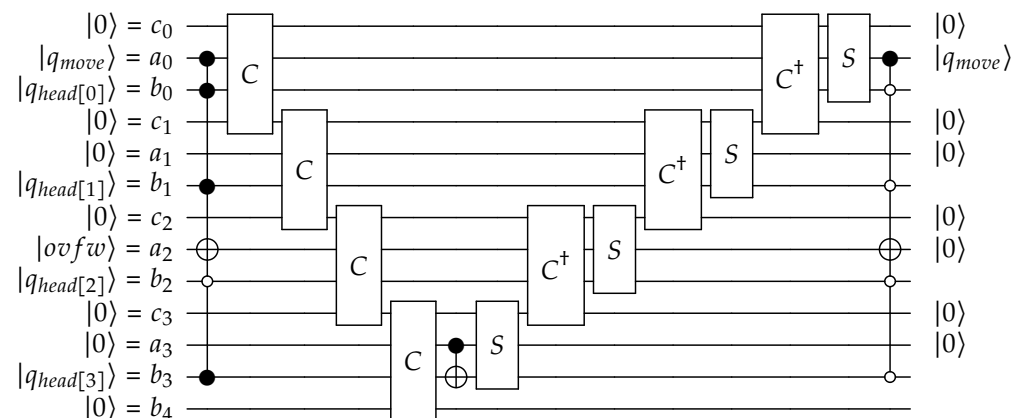 |0⟩ = c₀ C C† S |0⟩
|q_move⟩ = a₀ |q_move⟩
|q_head[0]⟩ = b₀
|0⟩ = c₁ C C† S |0⟩
|0⟩ = a₁ |0⟩
|q_head[1]⟩ = b₁
|0⟩ = c₂ C C† S |0⟩
|ovfw⟩ = a₂ |0⟩
|q_head[2]⟩ = b₂
|0⟩ = c₃ C S |0⟩
|0⟩ = a₃ |0⟩
|q_head[3]⟩ = b₃
|0⟩ = b₄